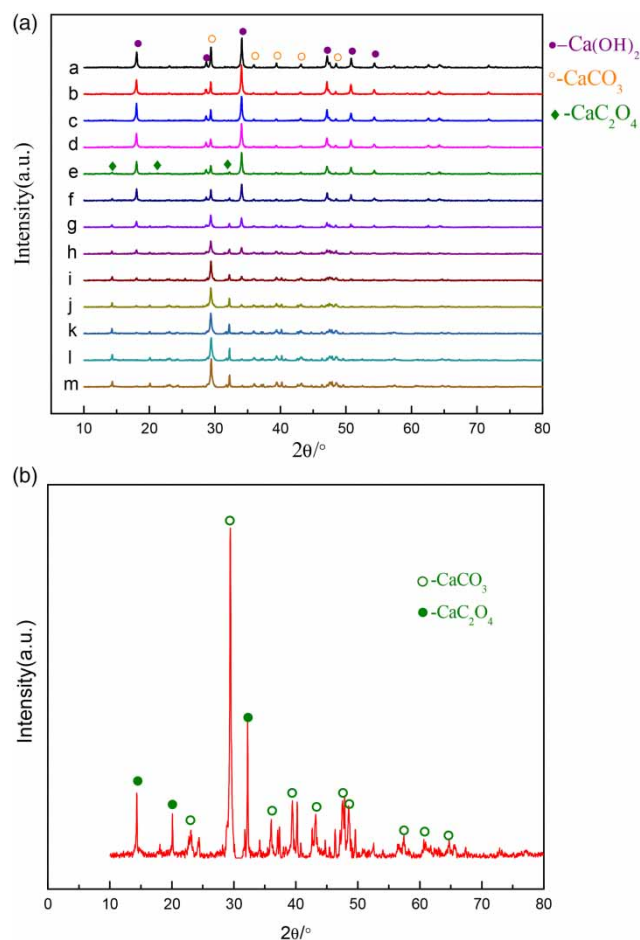 (a)
Intensity(a.u.)
a
b
c
d
e
f
g
h
i
j
k
l
m
10 20 30 40 50 60 70 80
2θ/°
-Ca(OH)₂
-CaCO₃
-CaC₂O₄
(b)
Intensity(a.u.)
-CaCO₃
-CaC₂O₄
0 10 20 30 40 50 60 70 80
2θ/°